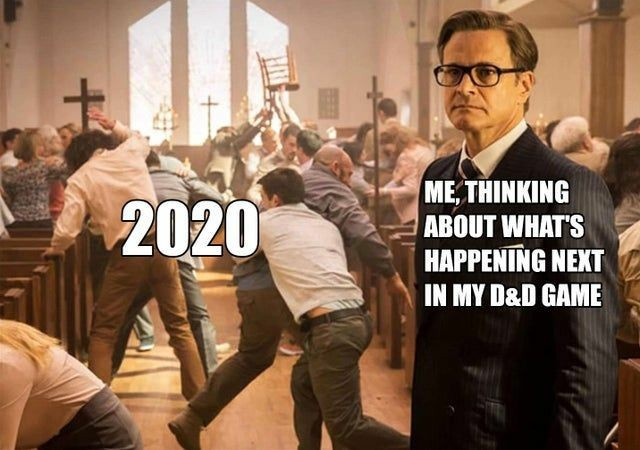 2020
ME, THINKING
ABOUT WHAT'S
HAPPENING NEXT
IN MY D&D GAME